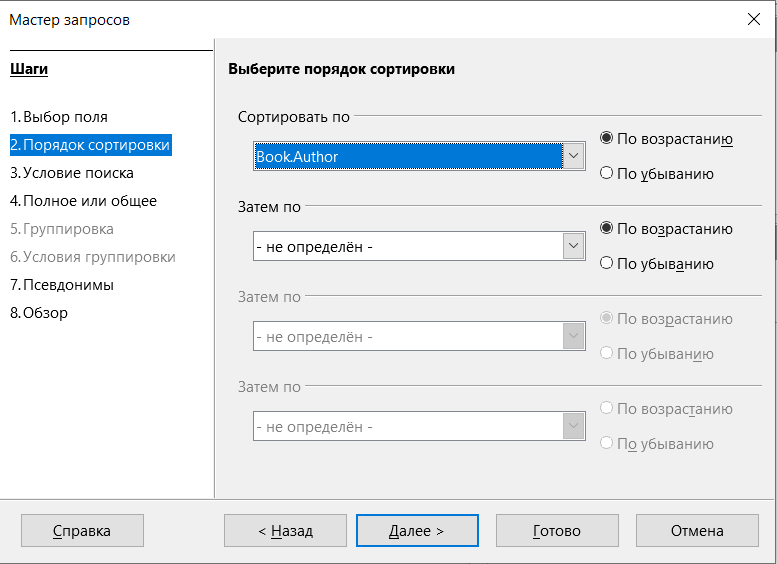 Мастер запросов
Шаги
1. Выбор поля
2. Порядок сортировки
3. Условие поиска
4. Полное или общее
5. Группировка
6. Условия группировки
7. Псевдонимы
8. Обзор
Выберите порядок сортировки
Сортировать по
Book.Author
По возрастанию
По убыванию
Затем по
- не определён -
По возрастанию
По убыванию
Затем по
- не определён -
По возрастанию
По убыванию
Затем по
- не определён -
По возрастанию
По убыванию
Справка
< Назад
Далее >
Готово
Отмена